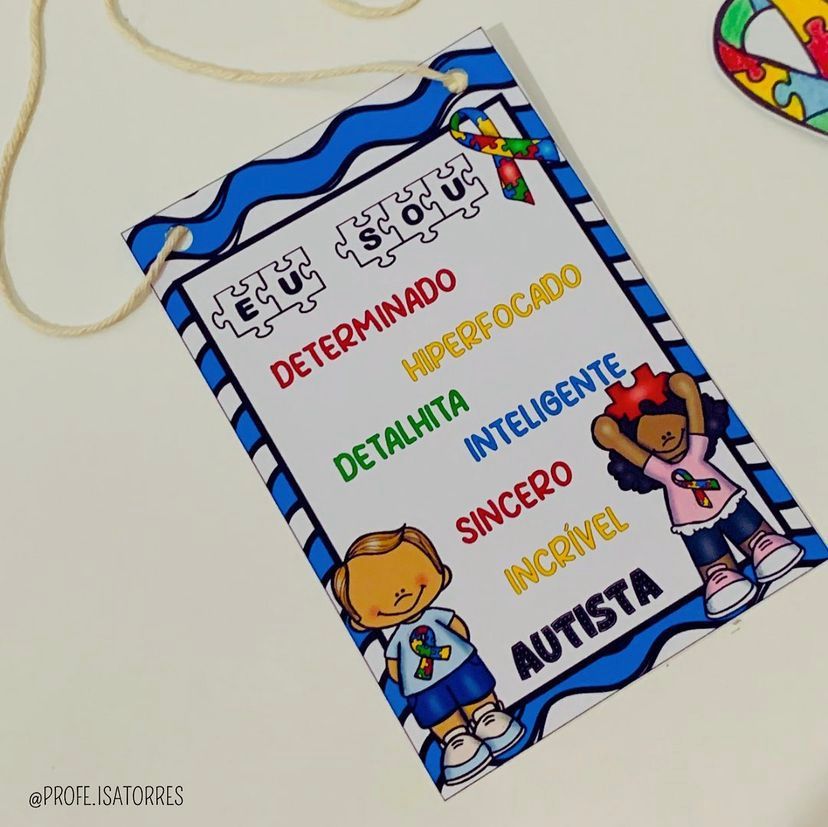 EU SOU
DETERMINADO
HIPERFOCADO
DETALHITA
INTELIGENTE
SINCERO
INCRÍVEL
AUTISTA
@PROFE.ISATORRES